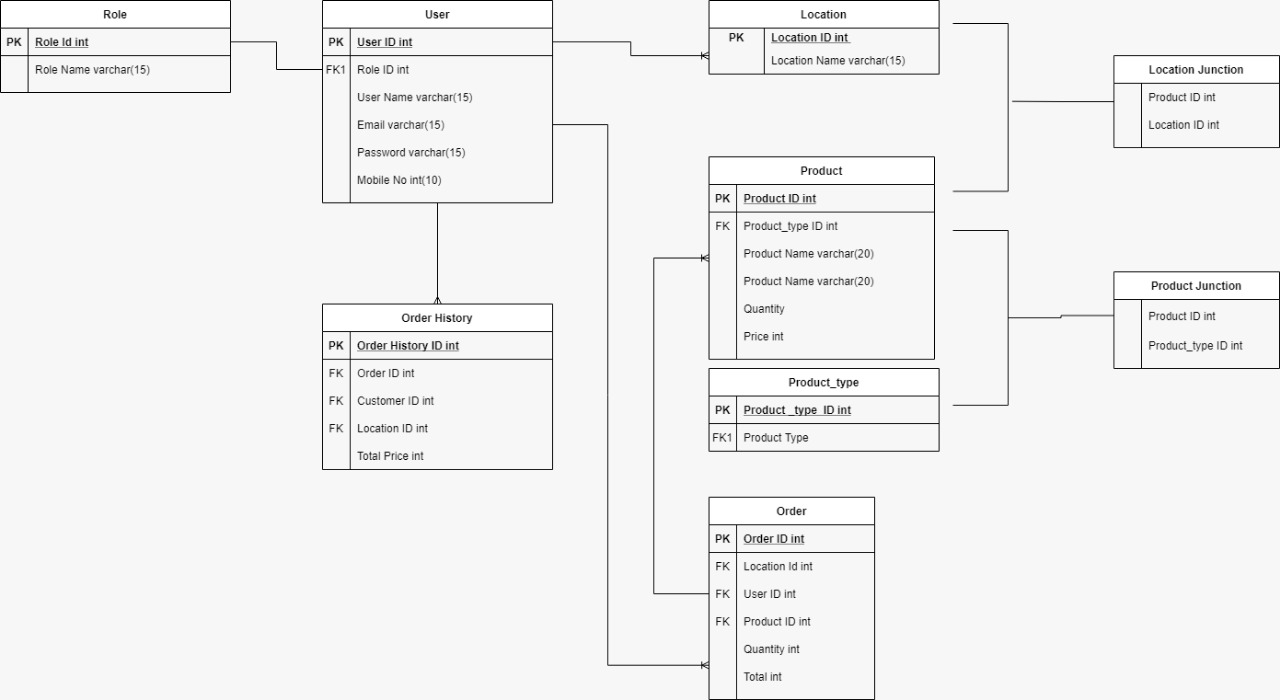 Role
PK Role Id int
Role Name varchar(15)
User
PK User ID int
FK1 Role ID int
User Name varchar(15)
Email varchar(15)
Password varchar(15)
Mobile No int(10)
Order History
PK Order History ID int
FK Order ID int
FK Customer ID int
FK Location ID int
Total Price int
Location
PK Location ID int
Location Name varchar(15)
Product
PK Product ID int
FK Product_type ID int
Product Name varchar(20)
Product Name varchar(20)
Quantity
Price int
Product_type
PK Product _type ID int
FK1 Product Type
Order
PK Order ID int
FK Location Id int
FK User ID int
FK Product ID int
Quantity int
Total int
Location Junction
Product ID int
Location ID int
Product Junction
Product ID int
Product_type ID int